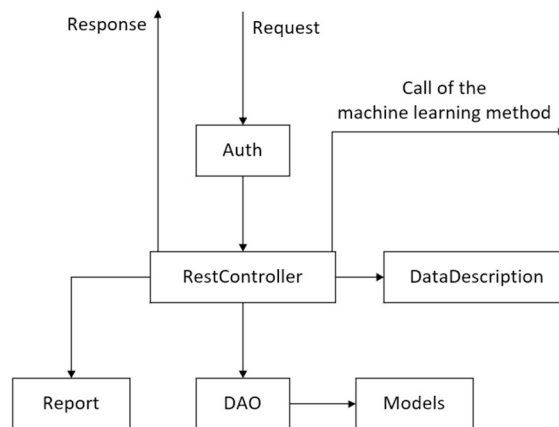 Response
Request
Call of the
machine learning method
Auth
RestController
DataDescription
Report
DAO
Models